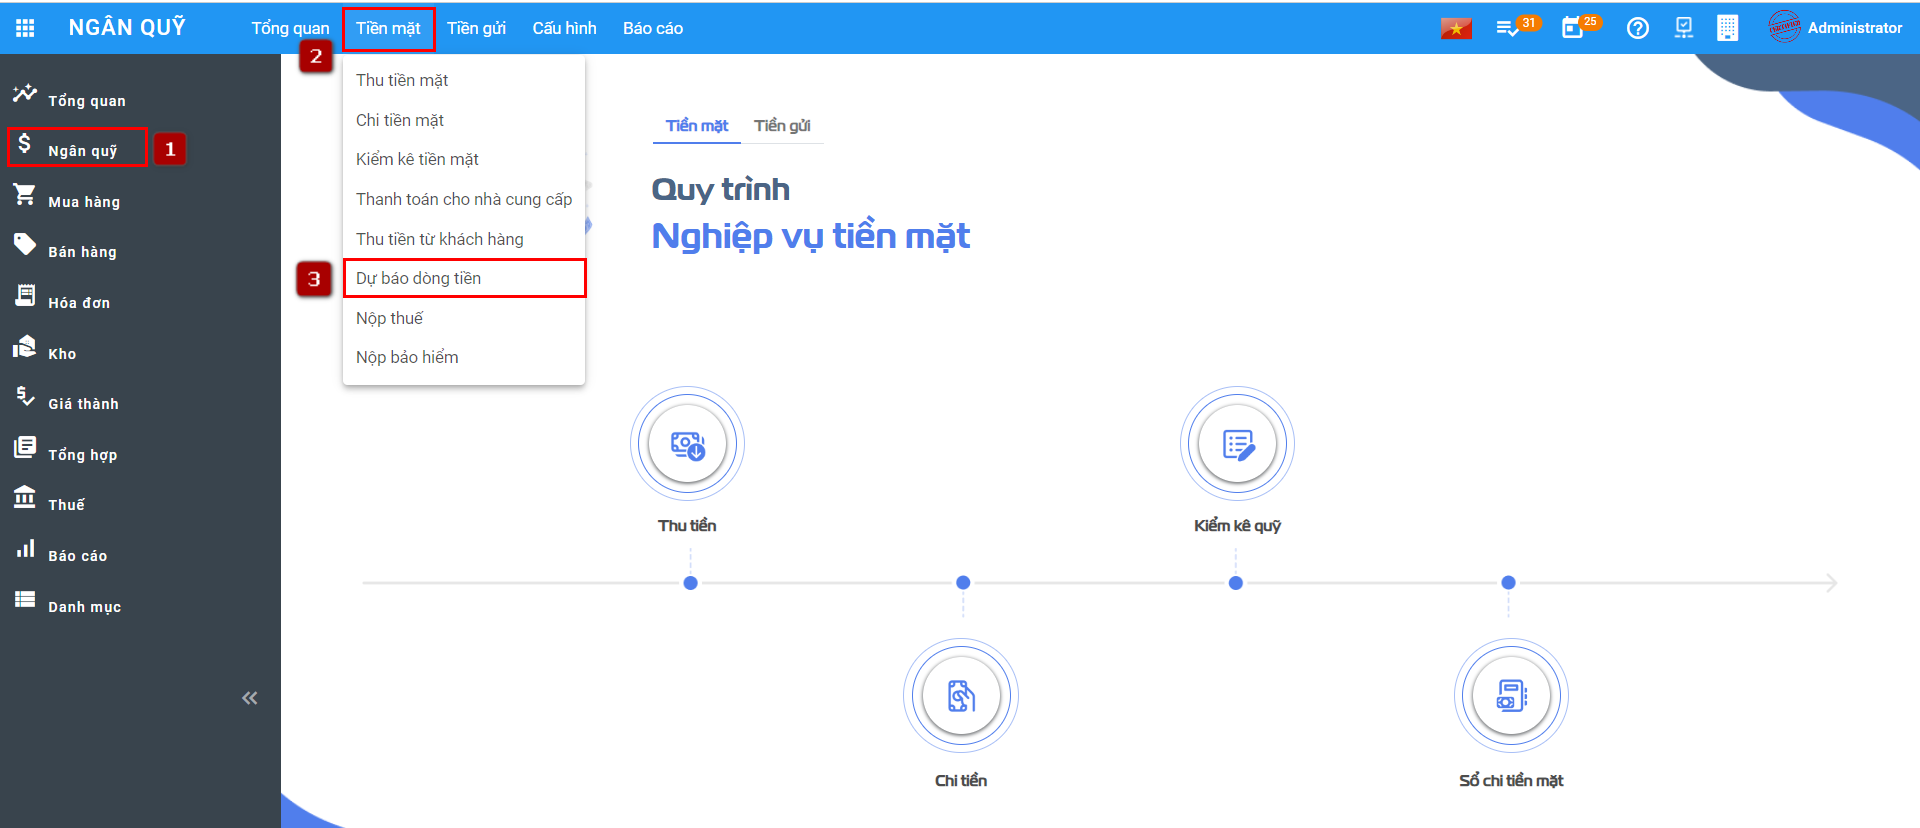 NGÂN QUỸ
Tổng quan
Tiền mặt
Tiền gửi
Cấu hình
Báo cáo
31
25
Administrator
2
Tổng quan
Ngân quỹ
1
Mua hàng
Bán hàng
Hóa đơn
Kho
Giá thành
Tổng hợp
Thuế
Báo cáo
Danh mục
Thu tiền mặt
Chi tiền mặt
Kiểm kê tiền mặt
Thanh toán cho nhà cung cấp
Thu tiền từ khách hàng
3
Dự báo dòng tiền
Nộp thuế
Nộp bảo hiểm
Tiền mặt
Tiền gửi
Quy trình
Nghiệp vụ tiền mặt
Thu tiền
Kiểm kê quỹ
Chi tiền
Sổ chi tiền mặt